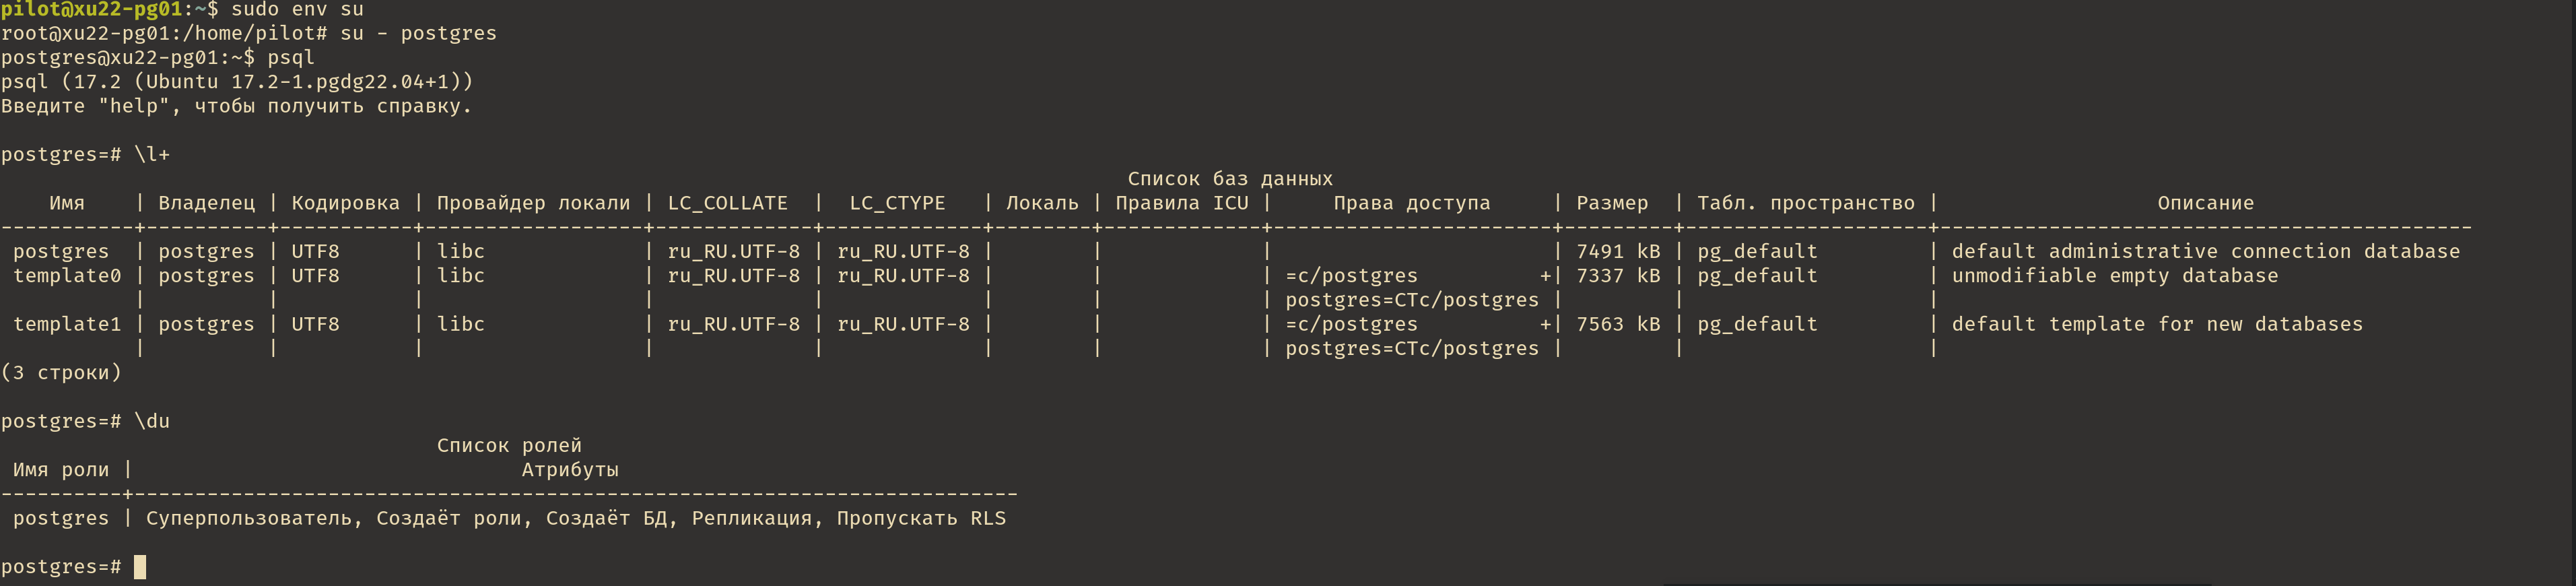 pilot@xu22-pg01:~$ sudo env su
root@xu22-pg01:/home/pilot# su - postgres
postgres@xu22-pg01:~$ psql
psql (17.2 (Ubuntu 17.2-1.pgdg22.04+1))
Введите "help", чтобы получить справку.
postgres=# \l+
Список баз данных
Имя | Владелец | Кодировка | Провайдер локали | LC_COLLATE | LC_CTYPE | Локаль | Правила ICU | Права доступа | Размер | Табл. пространство | Описание
-----------+----------+-----------+------------------+-------------+-------------+--------+-------------+-----------------------+---------+--------------------+--------------------------------------------
postgres | postgres | UTF8 | libc | ru_RU.UTF-8 | ru_RU.UTF-8 | | | | 7491 kB | pg_default | default administrative connection database
template0 | postgres | UTF8 | libc | ru_RU.UTF-8 | ru_RU.UTF-8 | | | =c/postgres +| 7337 kB | pg_default | unmodifiable empty database
| | | | | | | | postgres=CTc/postgres | | |
template1 | postgres | UTF8 | libc | ru_RU.UTF-8 | ru_RU.UTF-8 | | | =c/postgres +| 7563 kB | pg_default | default template for new databases
| | | | | | | | postgres=CTc/postgres | | |
(3 строки)
postgres=# \du
Список ролей
Имя роли | Атрибуты
----------+-------------------------------------------------------------------------
postgres | Суперпользователь, Создаёт роли, Создаёт БД, Репликация, Пропускать RLS
postgres=#